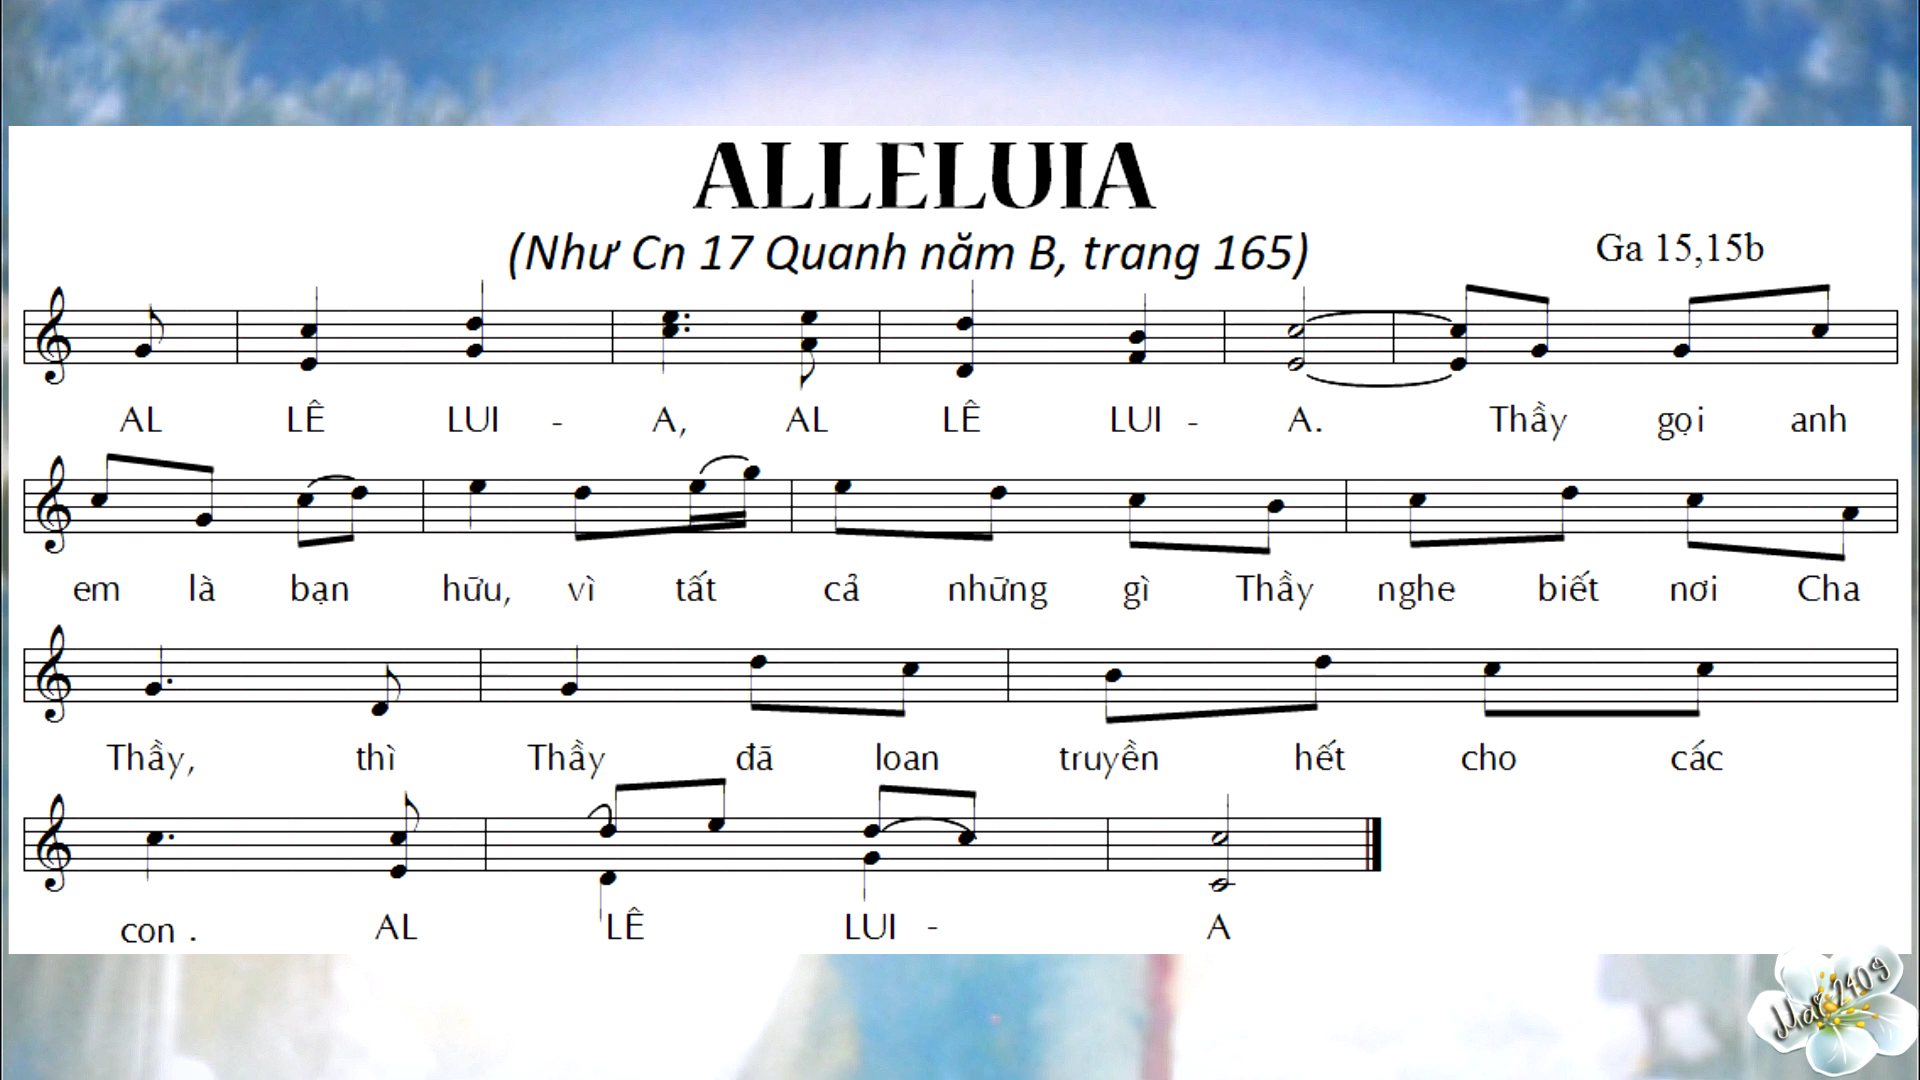 ALLELUIA
(Như Cn 17 Quanh năm B, trang 165)
Ga 15,15b
AL LÊ LUI - A, AL LÊ LUI - A. Thầy gọi anh
em là bạn hữu, vì tất cả những gì Thầy nghe biết nơi Cha
Thầy, thì Thầy đã loan truyền hết cho các
con . AL LÊ LUI - A
Mai 2409